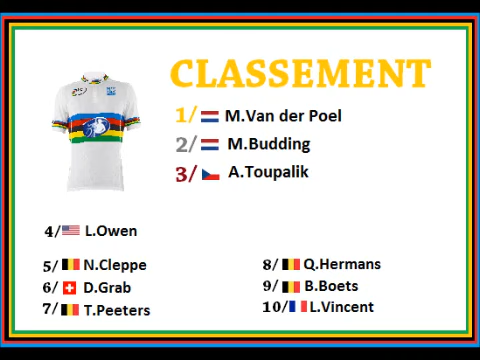 CLASSEMENT
1/ M.Van der Poel
2/ M.Budding
3/ A.Toupalik
4/ L.Owen
5/ N.Cleppe
6/ D.Grab
7/ T.Peeters
8/ Q.Hermans
9/ B.Boets
10/ L.Vincent